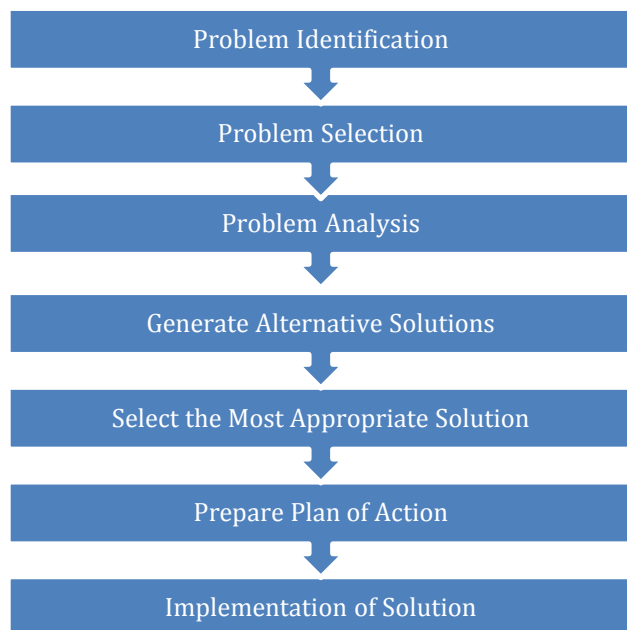 Problem Identification
Problem Selection
Problem Analysis
Generate Alternative Solutions
Select the Most Appropriate Solution
Prepare Plan of Action
Implementation of Solution